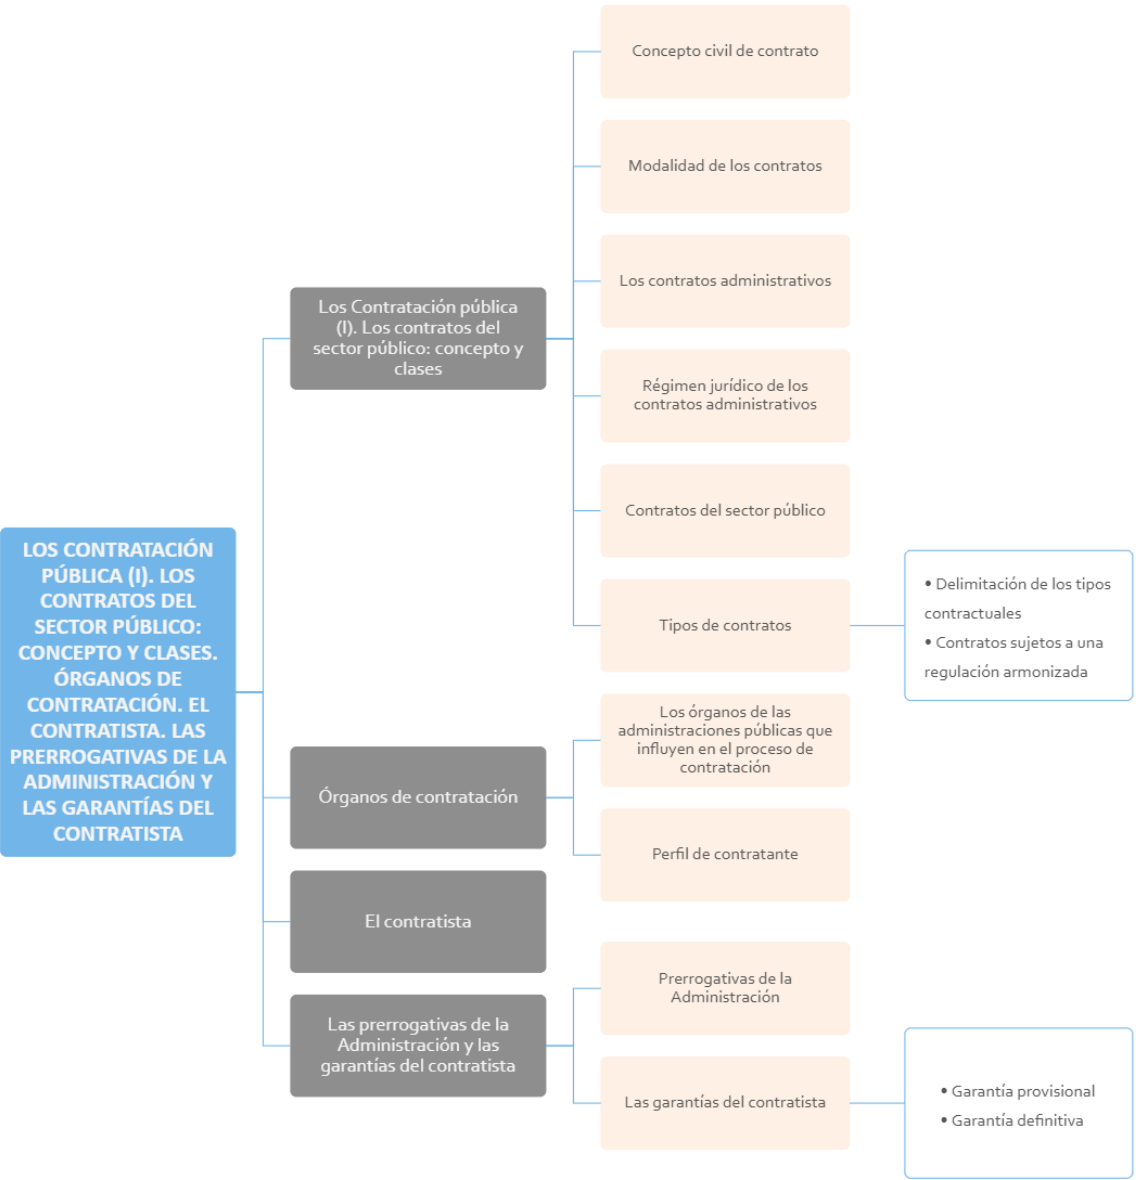 LOS CONTRATACIÓN
PÚBLICA (I). LOS
CONTRATOS DEL
SECTOR PÚBLICO:
CONCEPTO Y CLASES.
ÓRGANOS DE
CONTRATACIÓN. EL
CONTRATISTA. LAS
PRERROGATIVAS DE LA
ADMINISTRACIÓN Y
LAS GARANTÍAS DEL
CONTRATISTA
Los Contratación pública
(I). Los contratos del
sector público: concepto y
clases
Concepto civil de contrato
Modalidad de los contratos
Los contratos administrativos
Régimen jurídico de los
contratos administrativos
Contratos del sector público
Tipos de contratos
• Delimitación de los tipos
contractuales
• Contratos sujetos a una
regulación armonizada
Órganos de contratación
Los órganos de las
administraciones públicas que
influyen en el proceso de
contratación
Perfil de contratante
El contratista
Las prerrogativas de la
Administración y las
garantías del contratista
Prerrogativas de la
Administración
Las garantías del contratista
• Garantía provisional
• Garantía definitiva